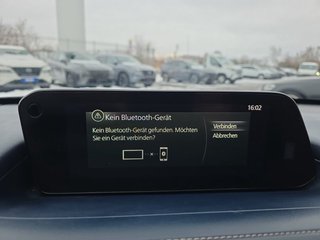 16:02
Kein Bluetooth-Gerät
Kein Bluetooth-Gerät gefunden. Möchten
Sie ein Gerät verbinden?
Verbinden
Abbrechen